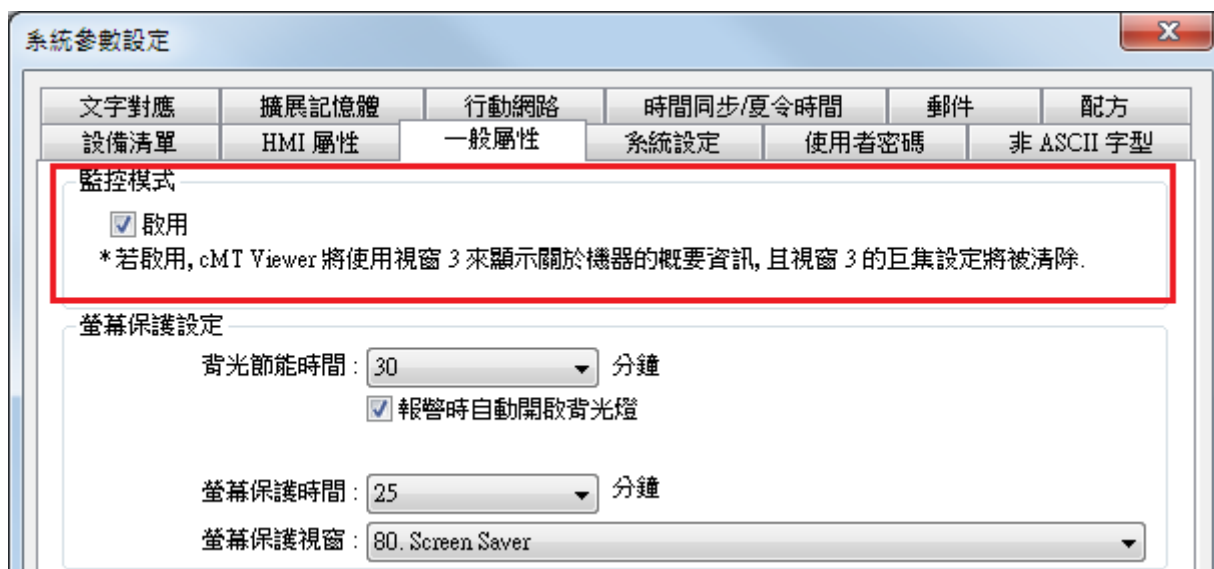 系統參數設定
文字對應 擴展記憶體 行動網路 時間同步/夏令時間 郵件 配方
設備清單 HMI 屬性 一般屬性 系統設定 使用者密碼 非 ASCII 字型
監控模式
啟用
*若啟用, cMT Viewer 將使用視窗 3 來顯示關於機器的概要資訊, 且視窗 3 的巨集設定將被清除.
螢幕保護設定
背光節能時間 : 30 分鐘
報警時自動開啟背光燈
螢幕保護時間 : 25 分鐘
螢幕保護視窗 : 80. Screen Saver